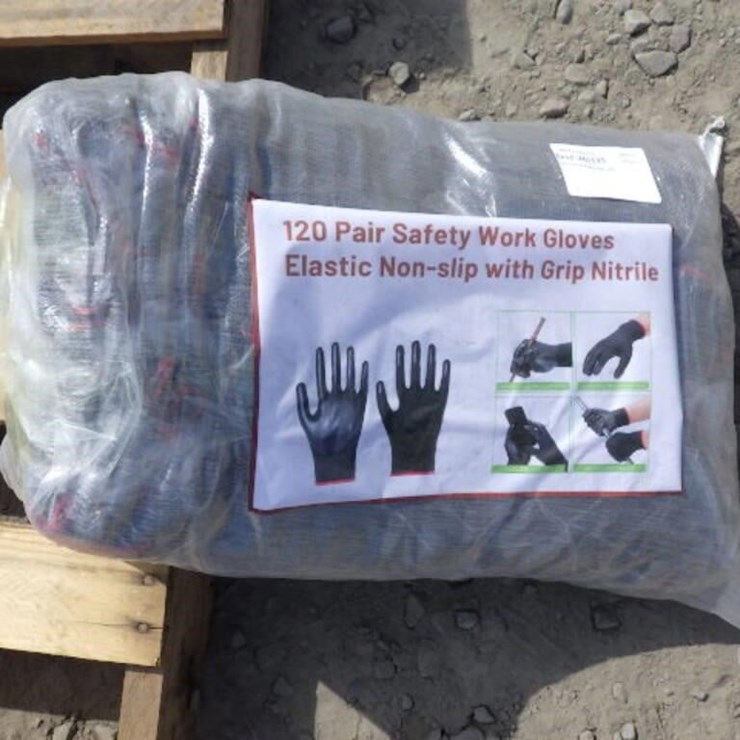 120 Pair Safety Work Gloves
Elastic Non-slip with Grip Nitrile